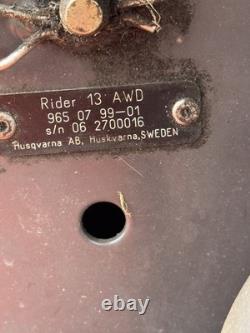 Rider 13 AWD
965 07 99-01
s/n 06 2700016
Husqvarna AB, Huskvarna, SWEDEN